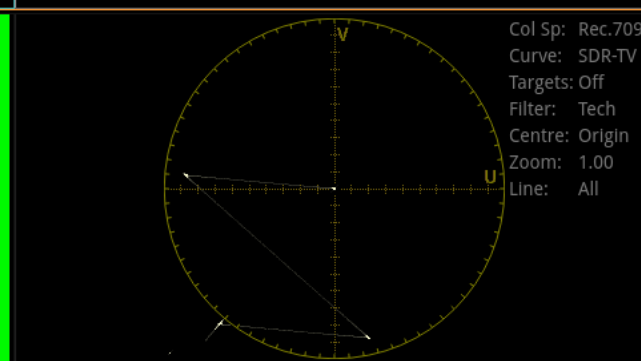 V
U
Col Sp: Rec.709
Curve: SDR-TV
Targets: Off
Filter: Tech
Centre: Origin
Zoom: 1.00
Line: All